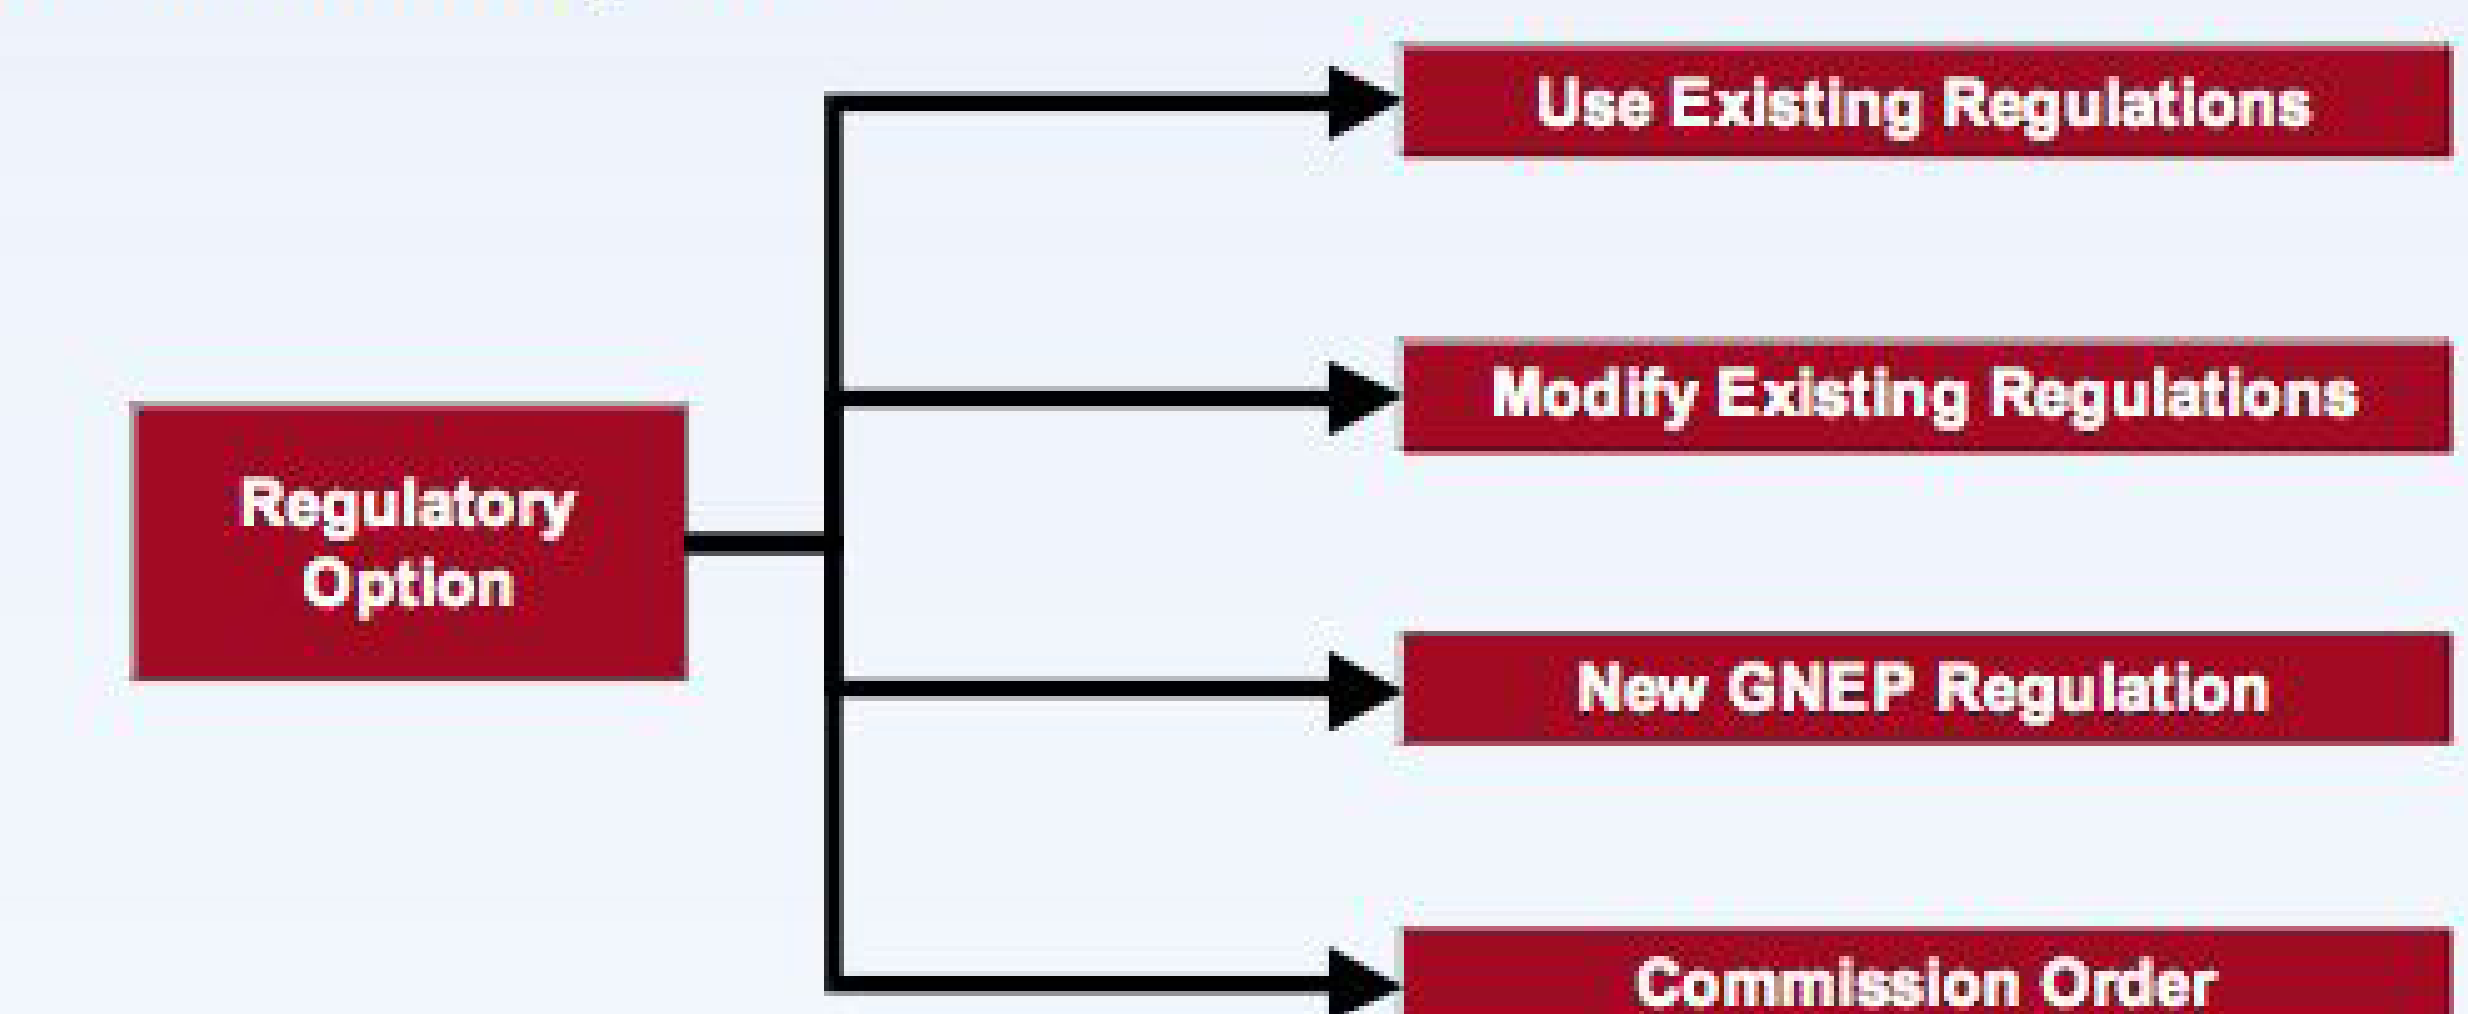 Use Existing Regulations
Modify Existing Regulations
Regulatory
Option
New GNEP Regulation
Commission Order